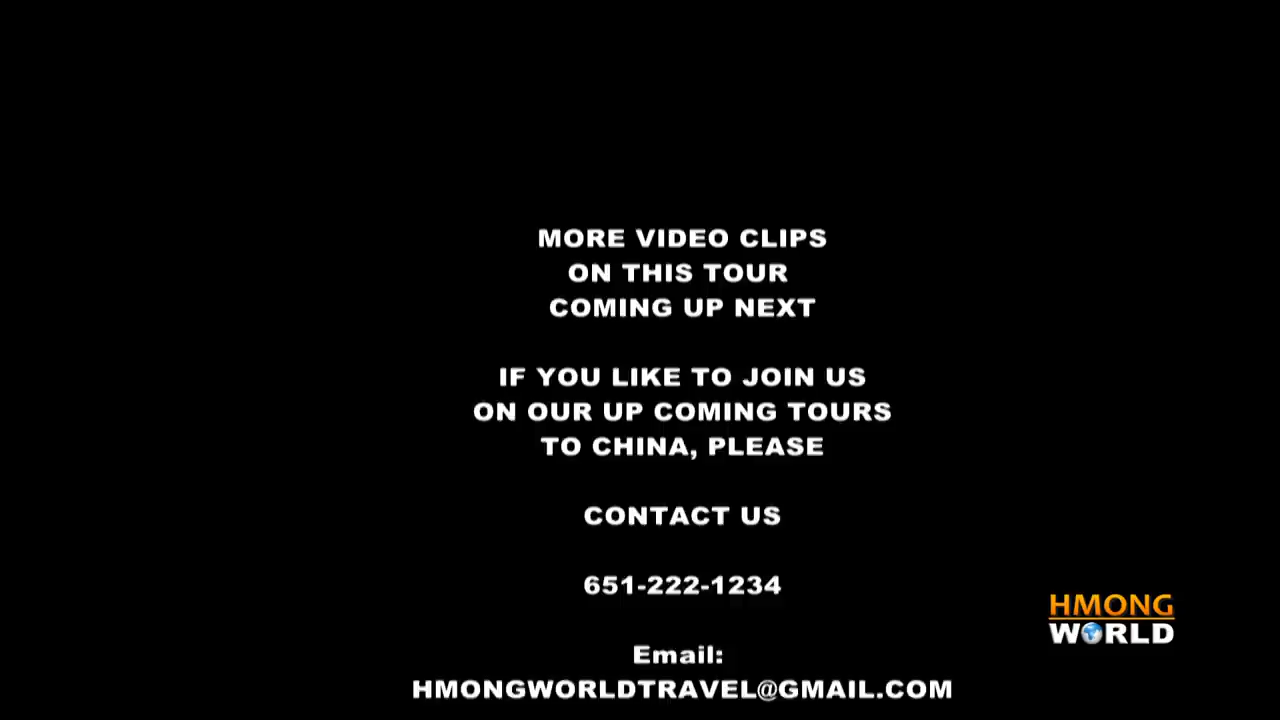 MORE VIDEO CLIPS
ON THIS TOUR
COMING UP NEXT
IF YOU LIKE TO JOIN US
ON OUR UP COMING TOURS
TO CHINA, PLEASE
CONTACT US
651-222-1234
Email:
HMONGWORLDTRAVEL@GMAIL.COM
HMONG
WORLD